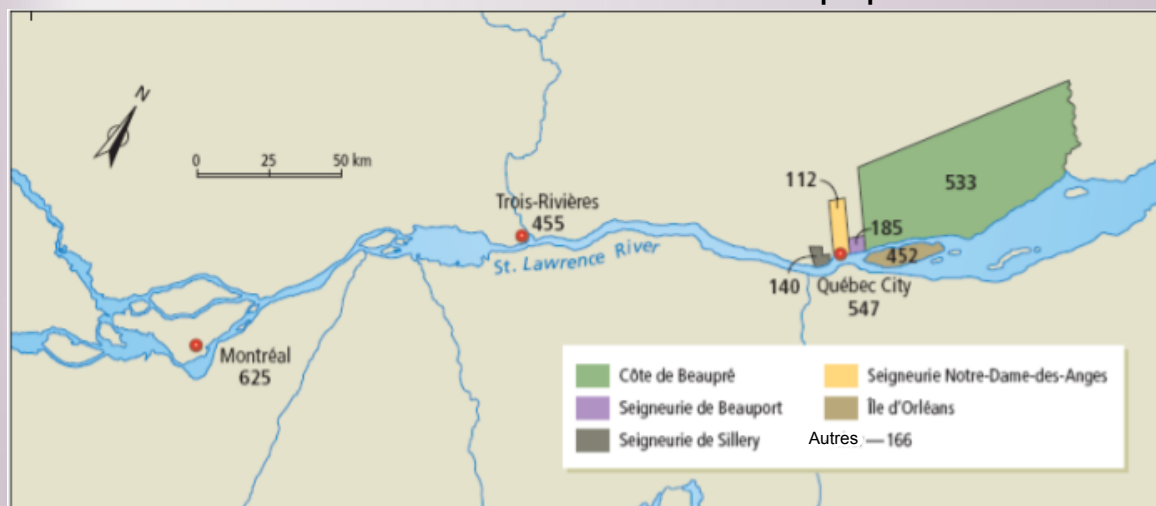 N
0 25 50 km
Trois-Rivières
455
St. Lawrence River
112
533
185
452
140
Québec City
547
Montréal
625
Côte de Beaupré
Seigneurie de Beauport
Seigneurie de Sillery
Seigneurie Notre-Dame-des-Anges
Île d'Orléans
Autres — 166